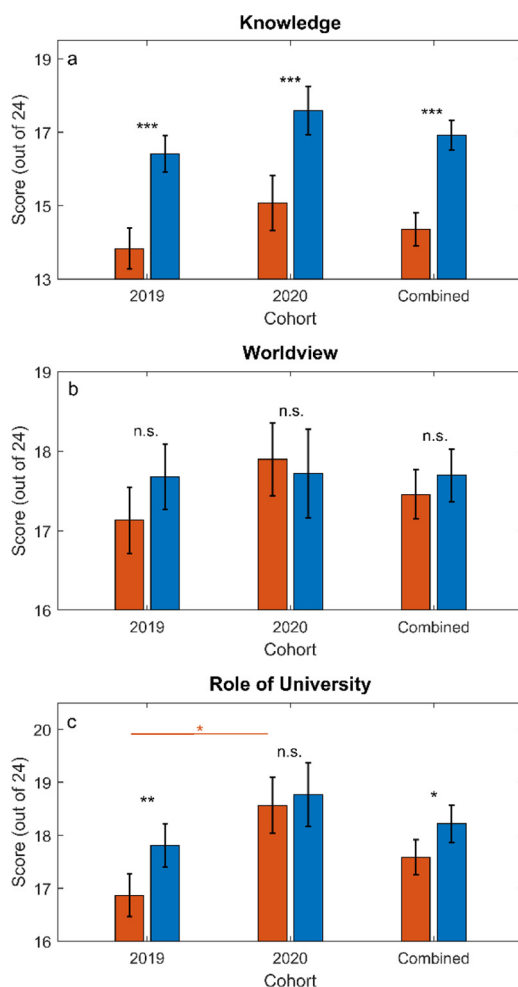 Knowledge
a
19
17
15
13
Score (out of 24)
***
***
***
2019
2020
Combined
Cohort
Worldview
b
19
18
17
16
Score (out of 24)
n.s.
n.s.
n.s.
2019
2020
Combined
Cohort
Role of University
c
20
19
18
17
16
Score (out of 24)
*
**
n.s.
*
2019
2020
Combined
Cohort